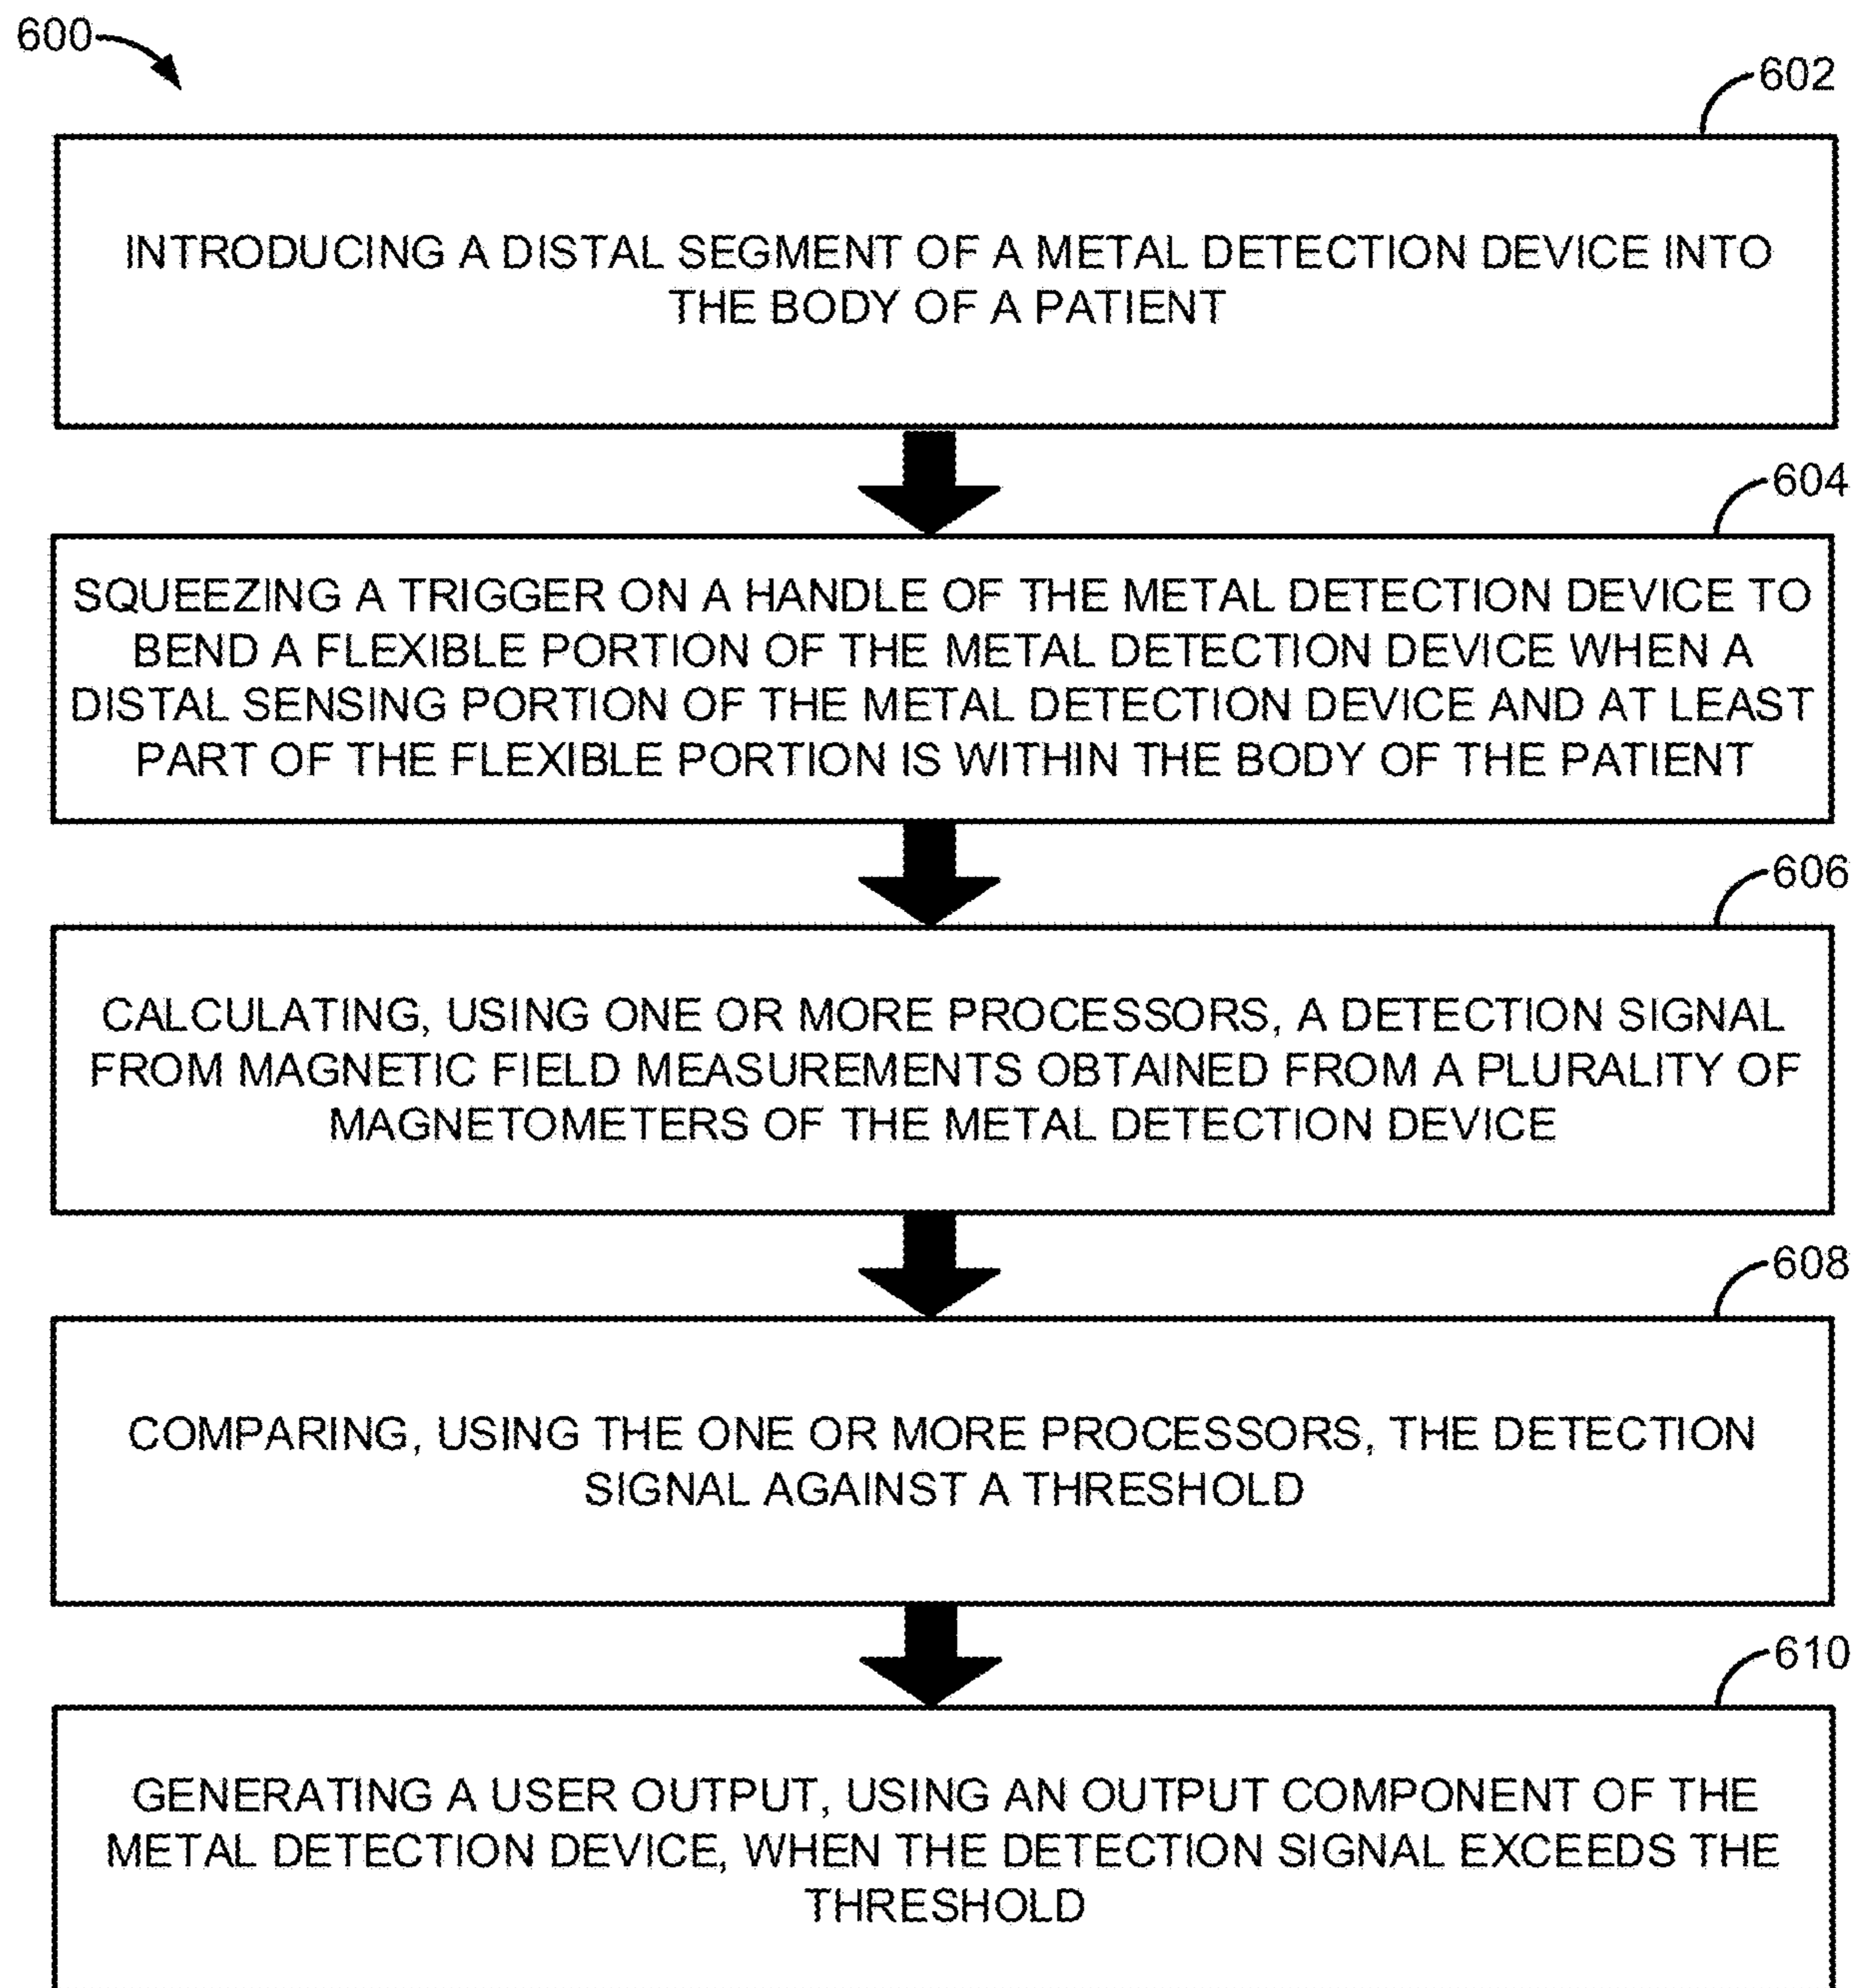 600
602
INTRODUCING A DISTAL SEGMENT OF A METAL DETECTION DEVICE INTO
THE BODY OF A PATIENT
604
SQUEEZING A TRIGGER ON A HANDLE OF THE METAL DETECTION DEVICE TO
BEND A FLEXIBLE PORTION OF THE METAL DETECTION DEVICE WHEN A
DISTAL SENSING PORTION OF THE METAL DETECTION DEVICE AND AT LEAST
PART OF THE FLEXIBLE PORTION IS WITHIN THE BODY OF THE PATIENT
606
CALCULATING, USING ONE OR MORE PROCESSORS, A DETECTION SIGNAL
FROM MAGNETIC FIELD MEASUREMENTS OBTAINED FROM A PLURALITY OF
MAGNETOMETERS OF THE METAL DETECTION DEVICE
608
COMPARING, USING THE ONE OR MORE PROCESSORS, THE DETECTION
SIGNAL AGAINST A THRESHOLD
610
GENERATING A USER OUTPUT, USING AN OUTPUT COMPONENT OF THE
METAL DETECTION DEVICE, WHEN THE DETECTION SIGNAL EXCEEDS THE
THRESHOLD